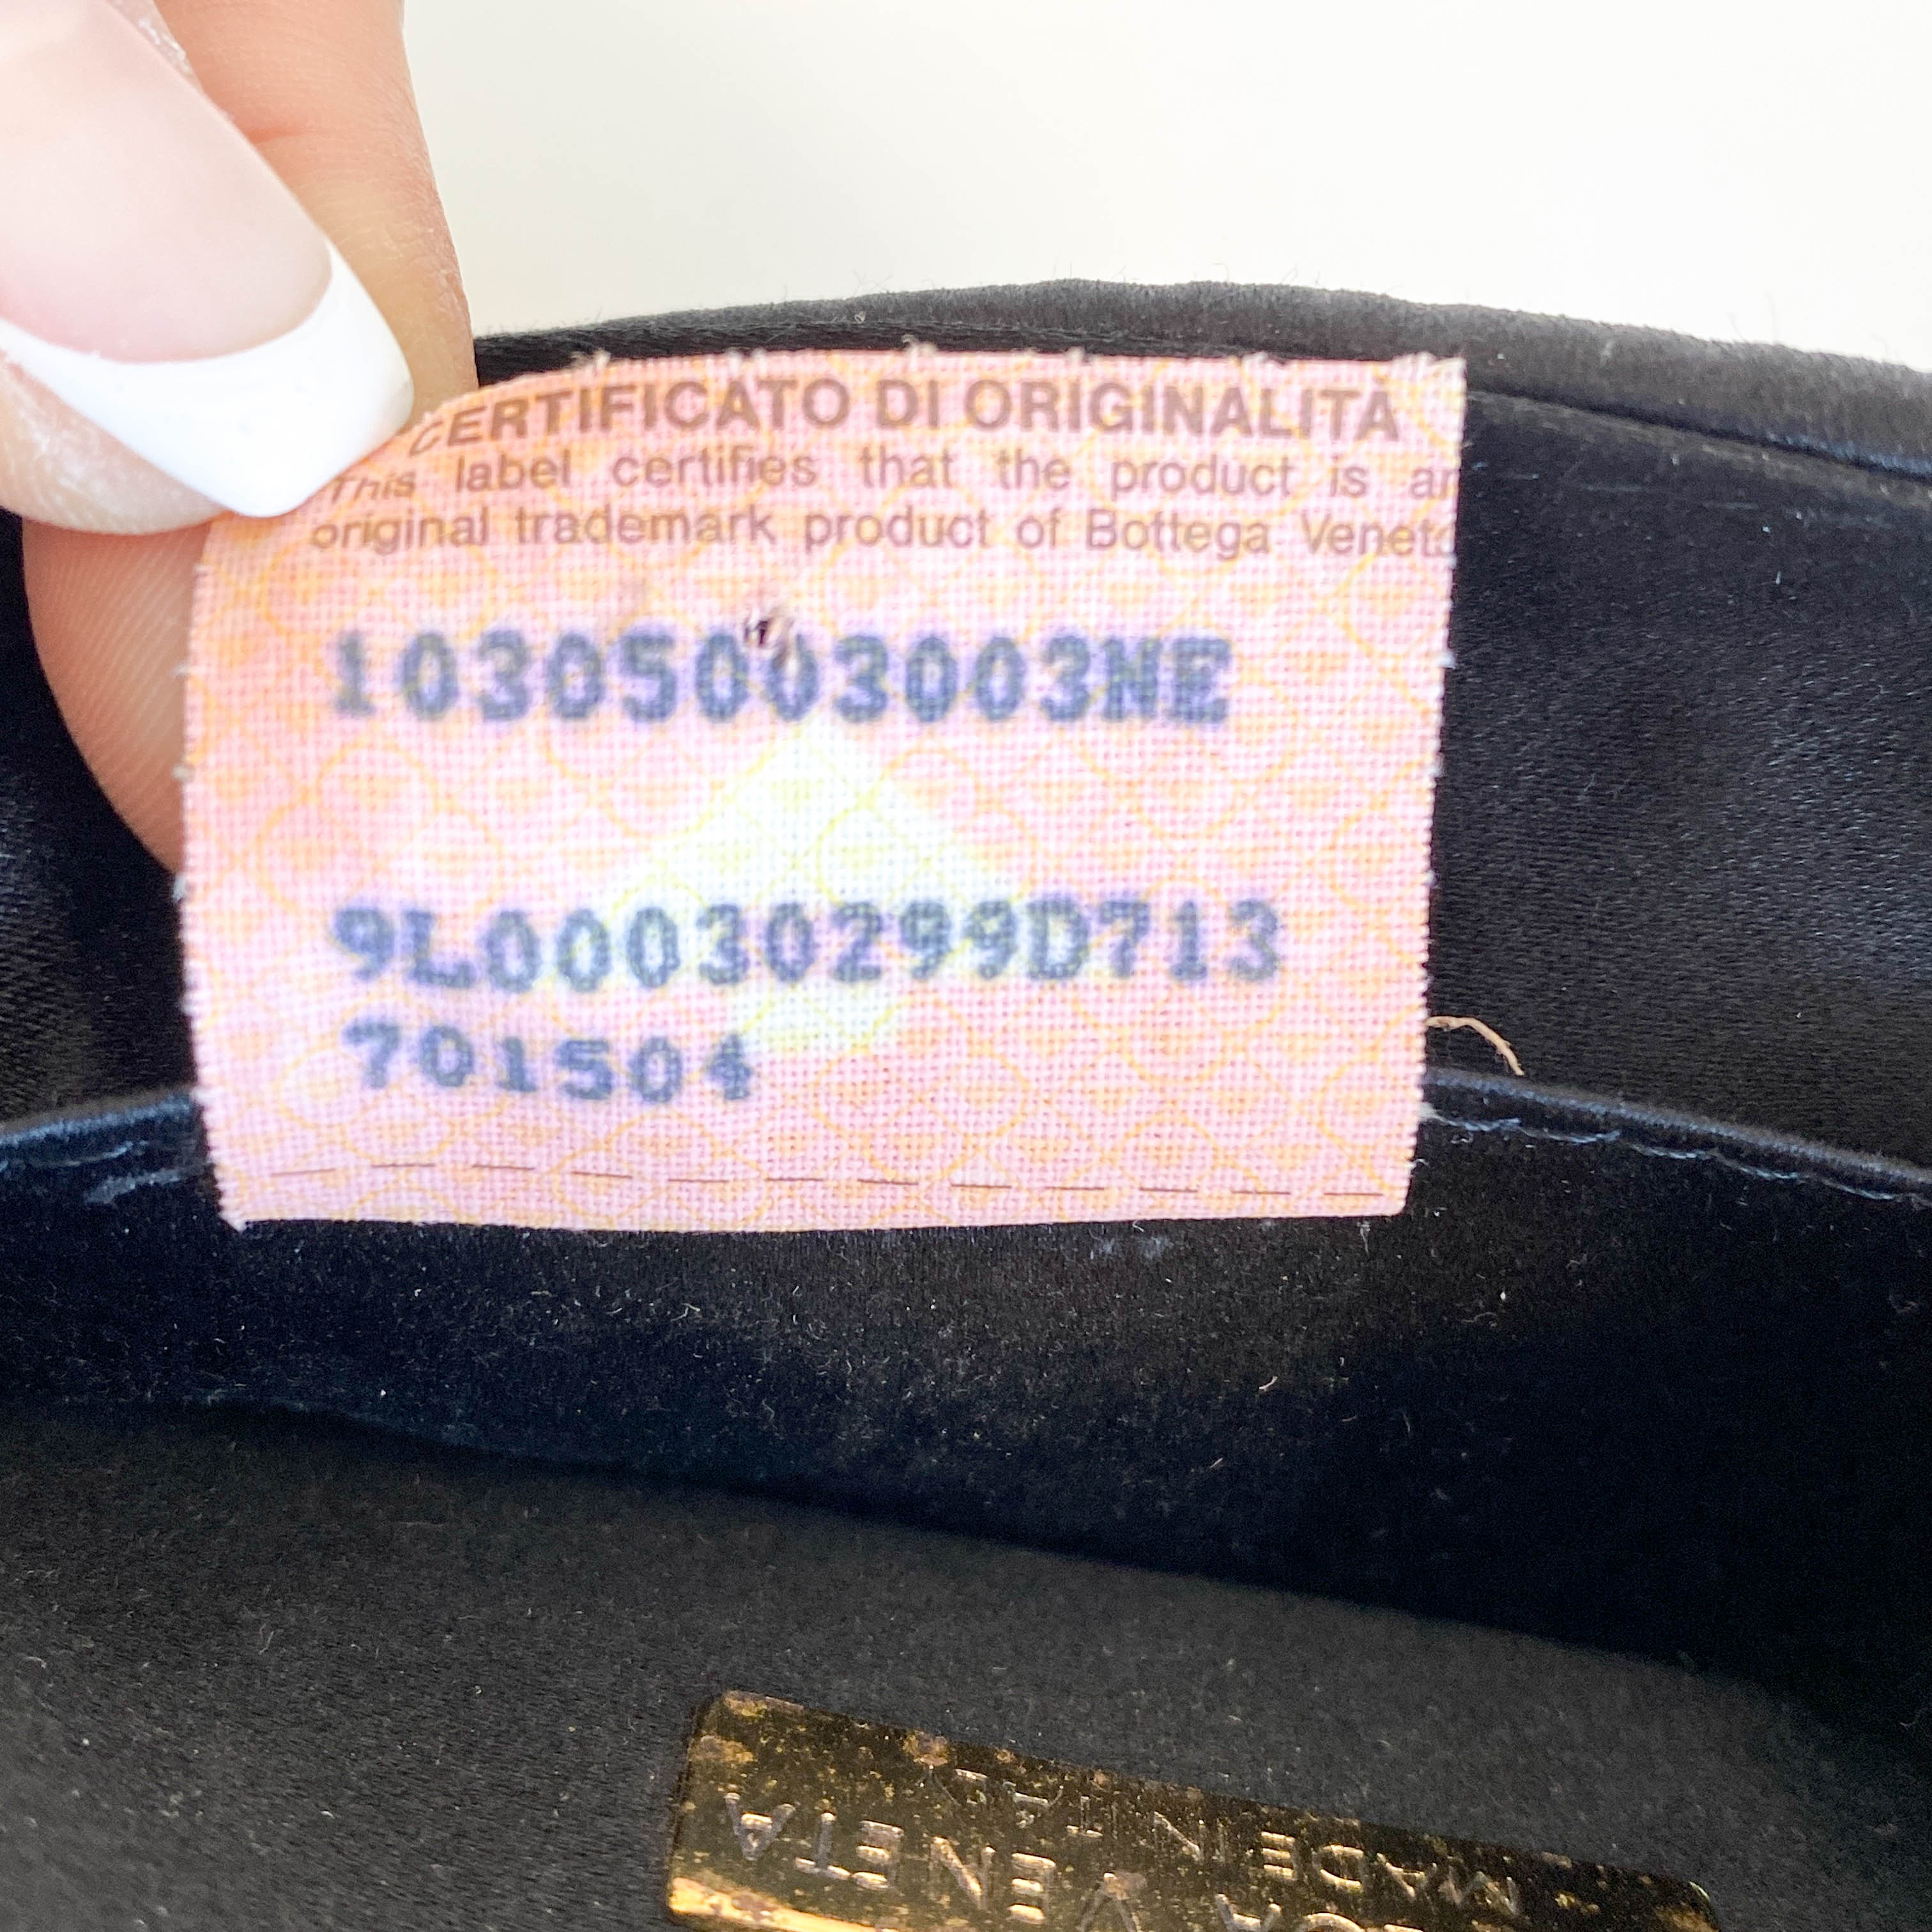 CERTIFICATO DI ORIGINALITÀ
This label certifies that the product is an
original trademark product of Bottega Venet
10305003003NE
9L00030299D713
701504
VENETA
MADE IN ITALY